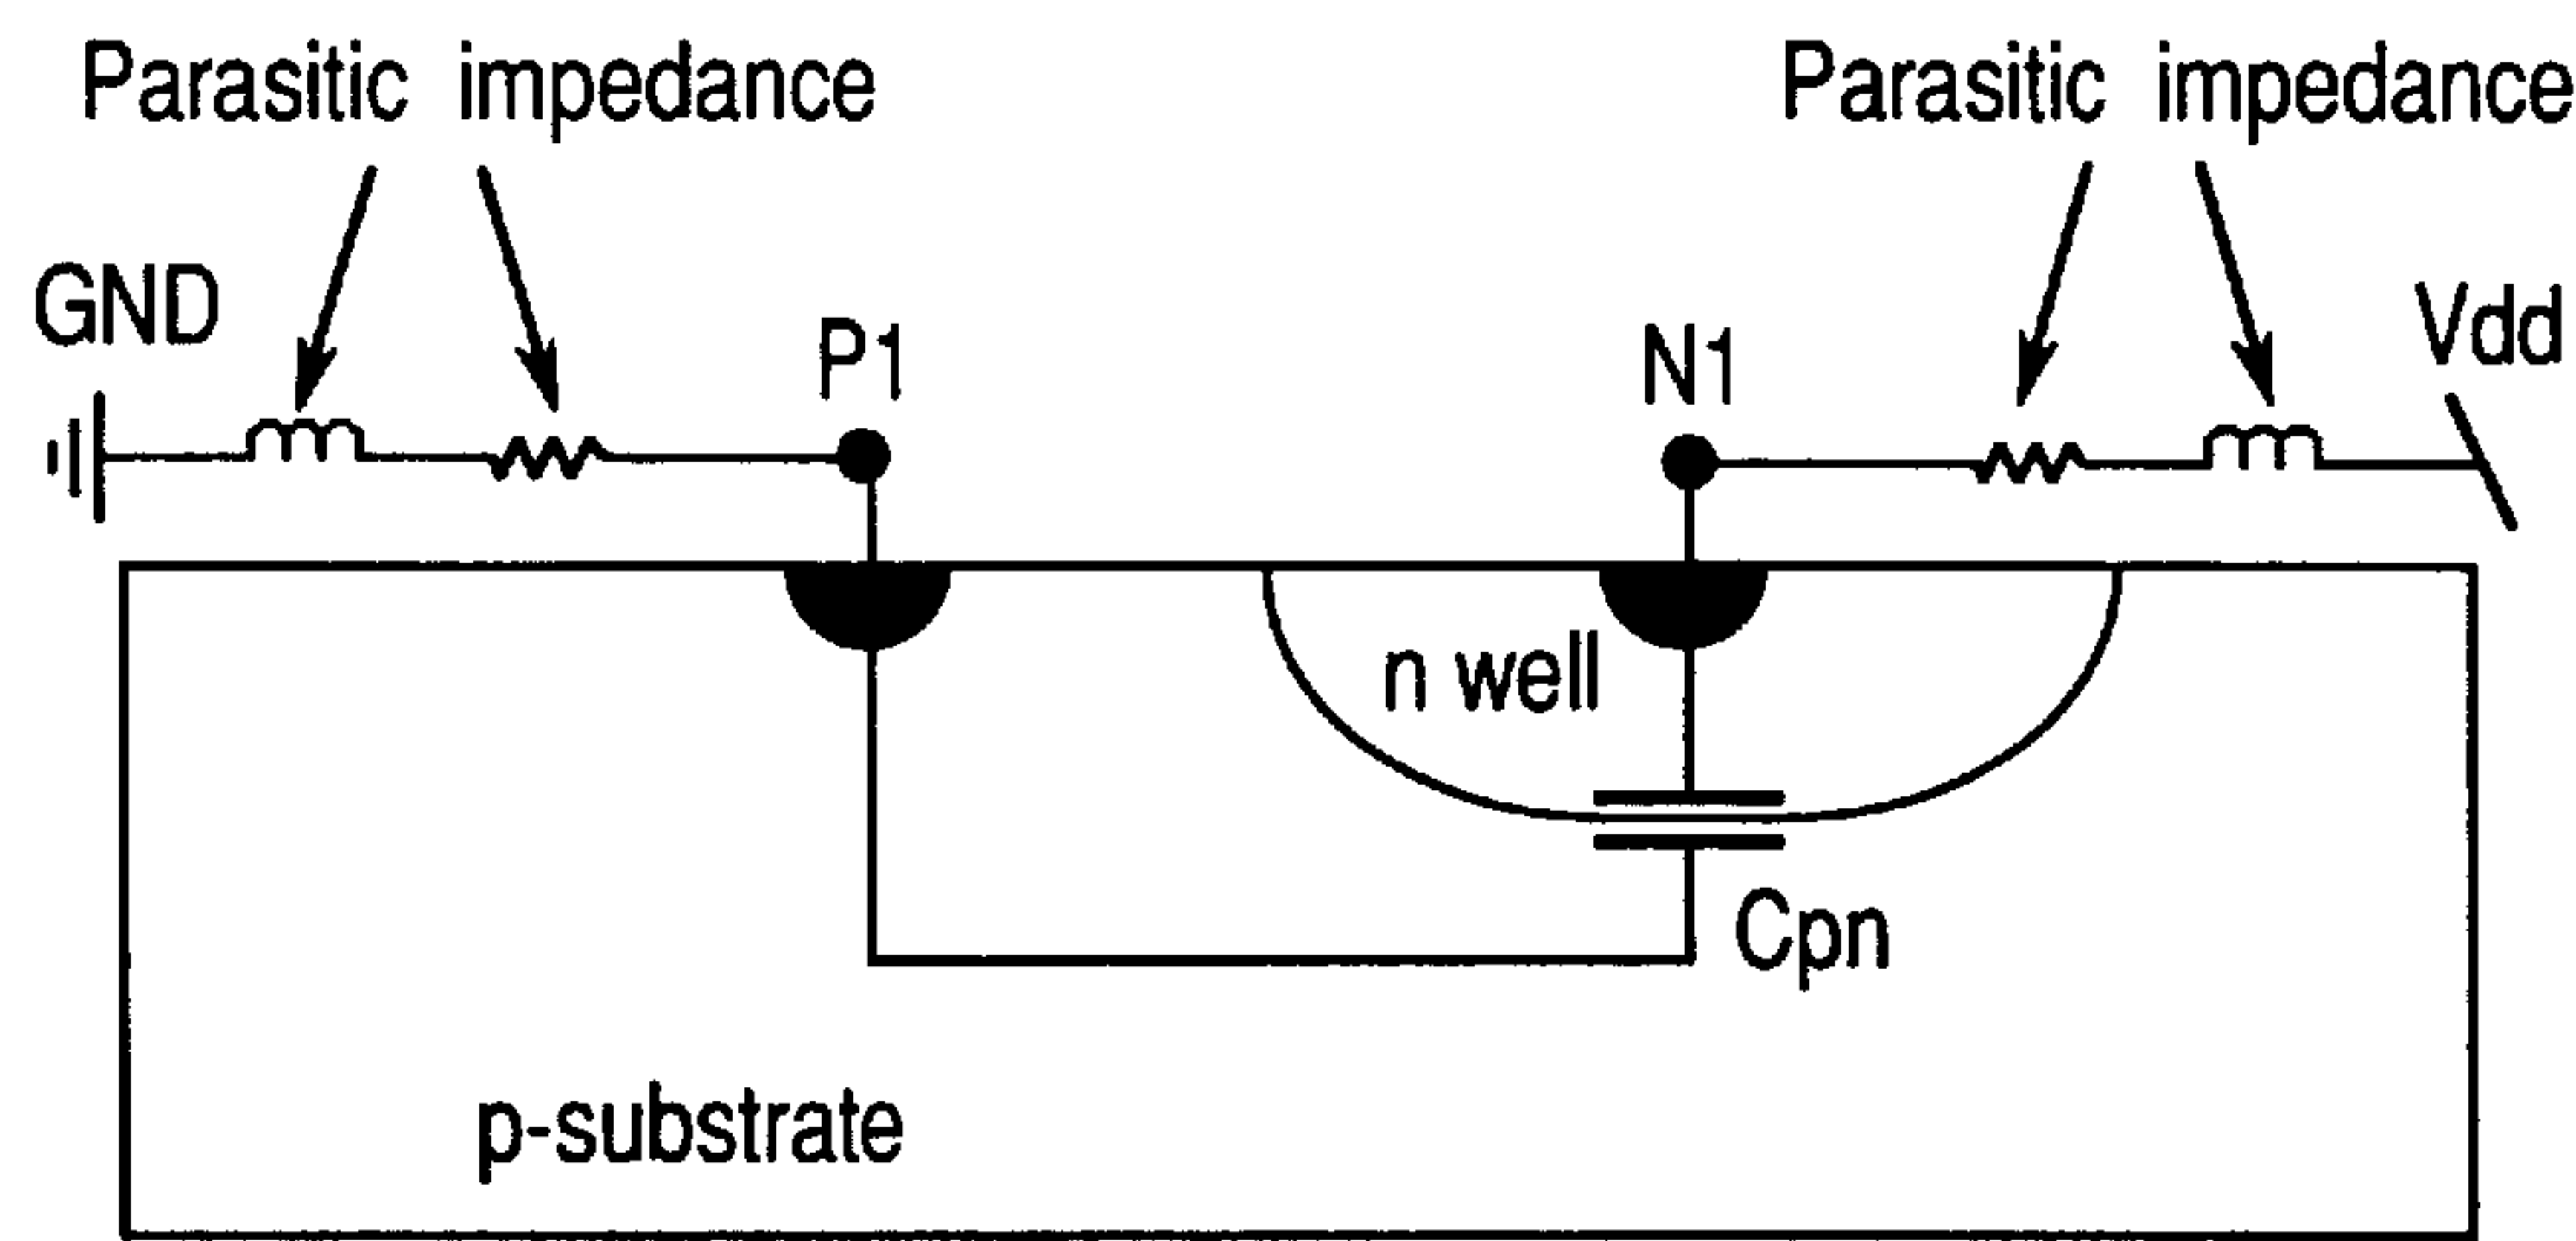 Parasitic impedance
Parasitic impedance
GND
P1
N1
Vdd
n well
Cpn
p-substrate